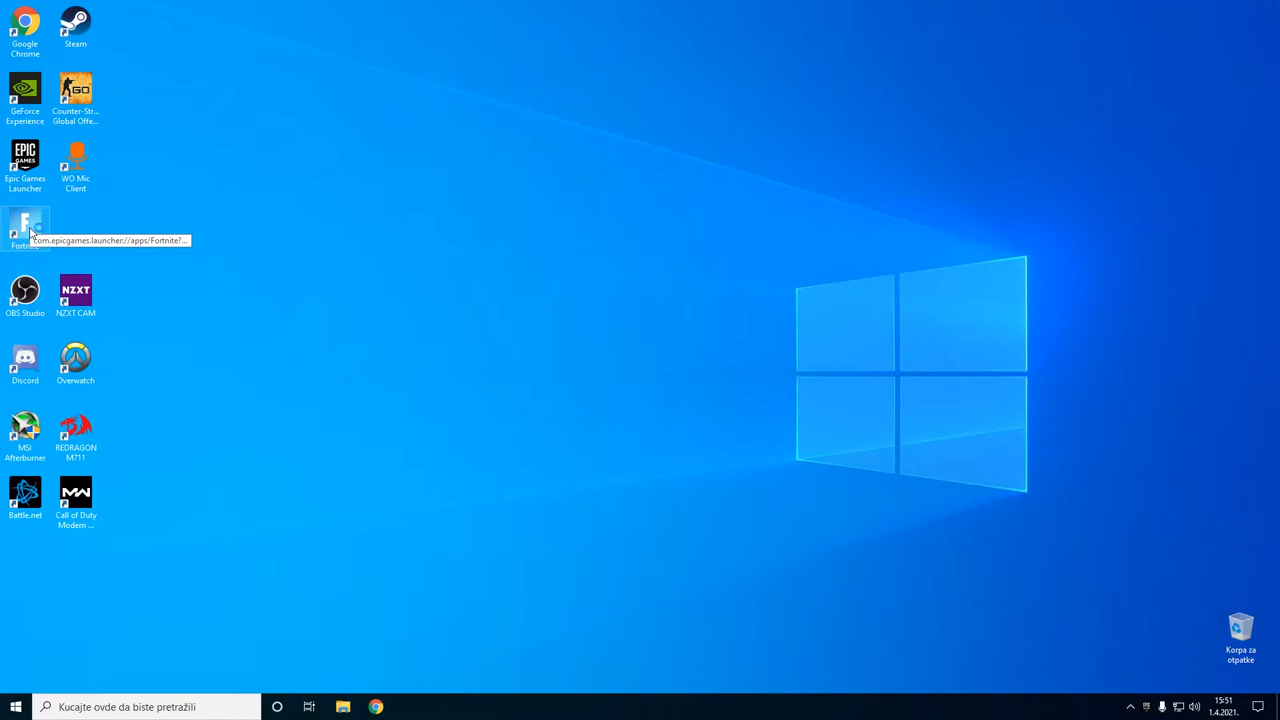 Google
Chrome
Steam
GeForce
Experience
GO
Counter-Str...
Global Offe...
EPIC
GAMES
Epic Games
Launcher
WO Mic
Client
F
com.epicgames.launcher://apps/Fortnite?...
OBS Studio
NZXT
NZXT CAM
Discord
Overwatch
MSI
Afterburner
REDRAGON
M711
Battle.net
MW
Call of Duty
Modern ...
Korpa za
otpatke
Kucajte ovde da biste pretražili
15:51
1.4.2021.